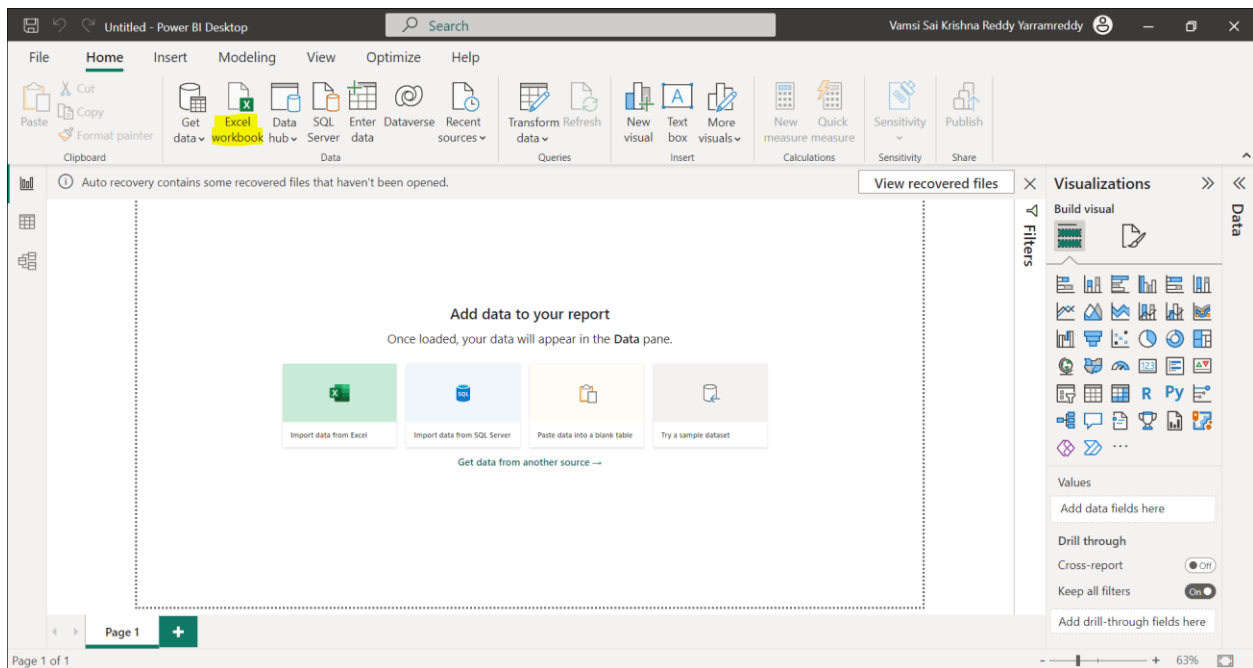 Untitled - Power BI Desktop
Search
Vamsi Sai Krishna Reddy Yarramreddy
File Home Insert Modeling View Optimize Help
Paste
Cut
Copy
Format painter
Clipboard
Get data
Excel workbook
Data hub
SQL Server
Enter data
Dataverse
Recent sources
Data
Transform data
Refresh
Queries
New visual
Text box
More visuals
Insert
New measure
Quick measure
Calculations
Sensitivity
Sensitivity
Publish
Share
Auto recovery contains some recovered files that haven't been opened.
View recovered files
Add data to your report
Once loaded, your data will appear in the Data pane.
SQL
Import data from Excel
Import data from SQL Server
Paste data into a blank table
Try a sample dataset
Get data from another source →
Filters
Visualizations
Build visual
123
R Py
Values
Add data fields here
Drill through
Cross-report
Off
Keep all filters
On
Add drill-through fields here
Data
Page 1
Page 1 of 1
- + 63%